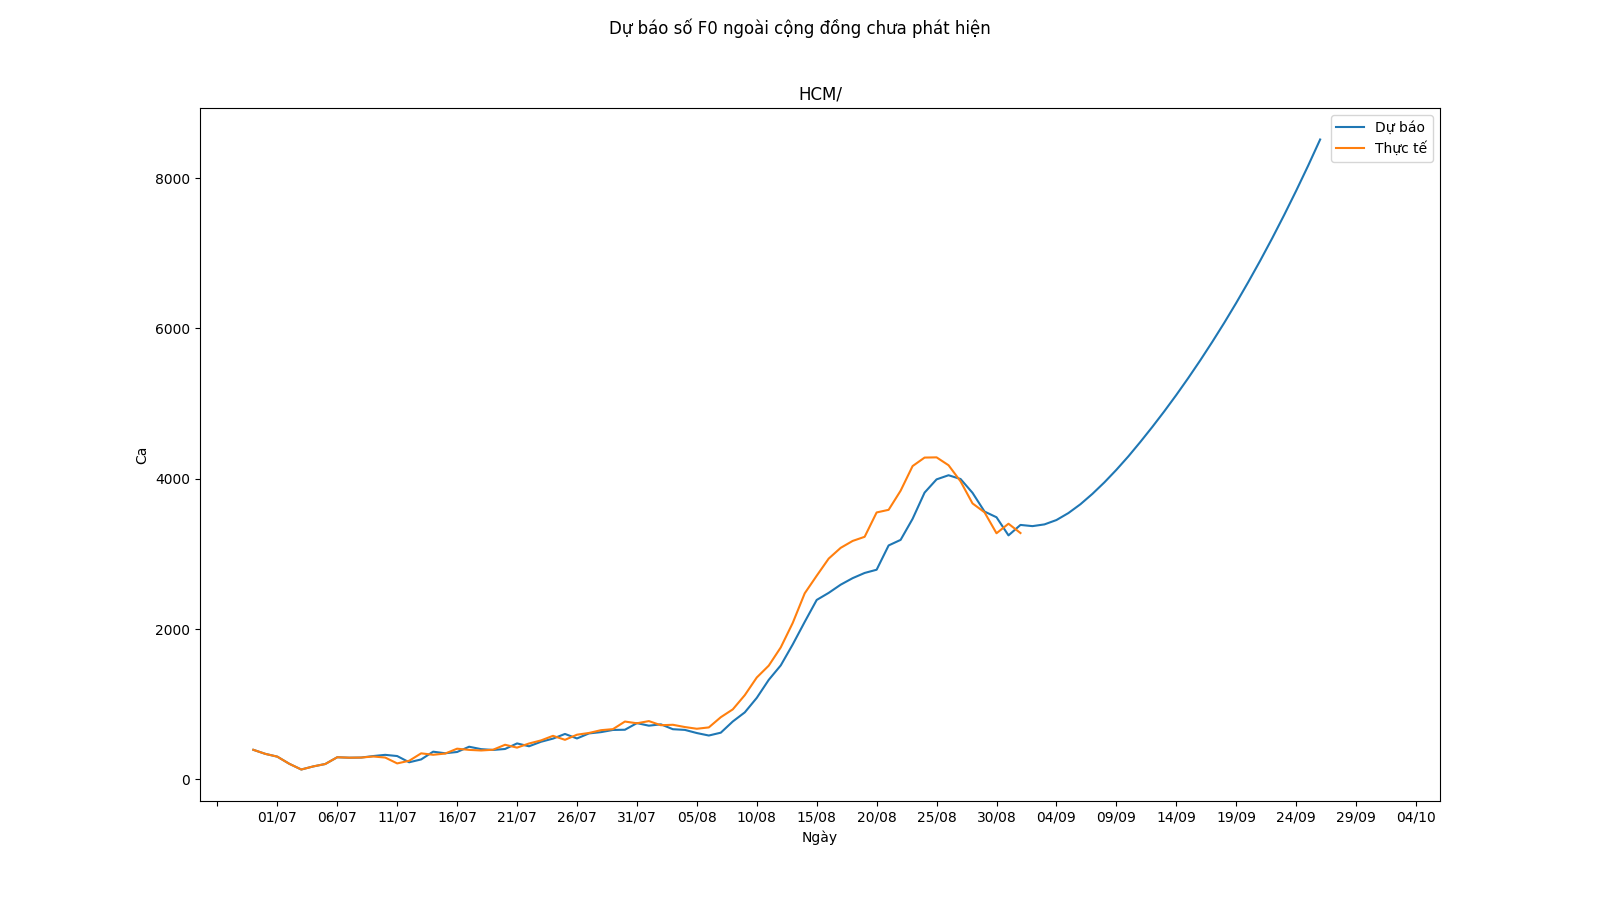 Dự báo số F0 ngoài cộng đồng chưa phát hiện
HCM/
Dự báo
Thực tế
8000
6000
4000
2000
0
Ca
01/07 06/07 11/07 16/07 21/07 26/07 31/07 05/08 10/08 15/08 20/08 25/08 30/08 04/09 09/09 14/09 19/09 24/09 29/09 04/10
Ngày